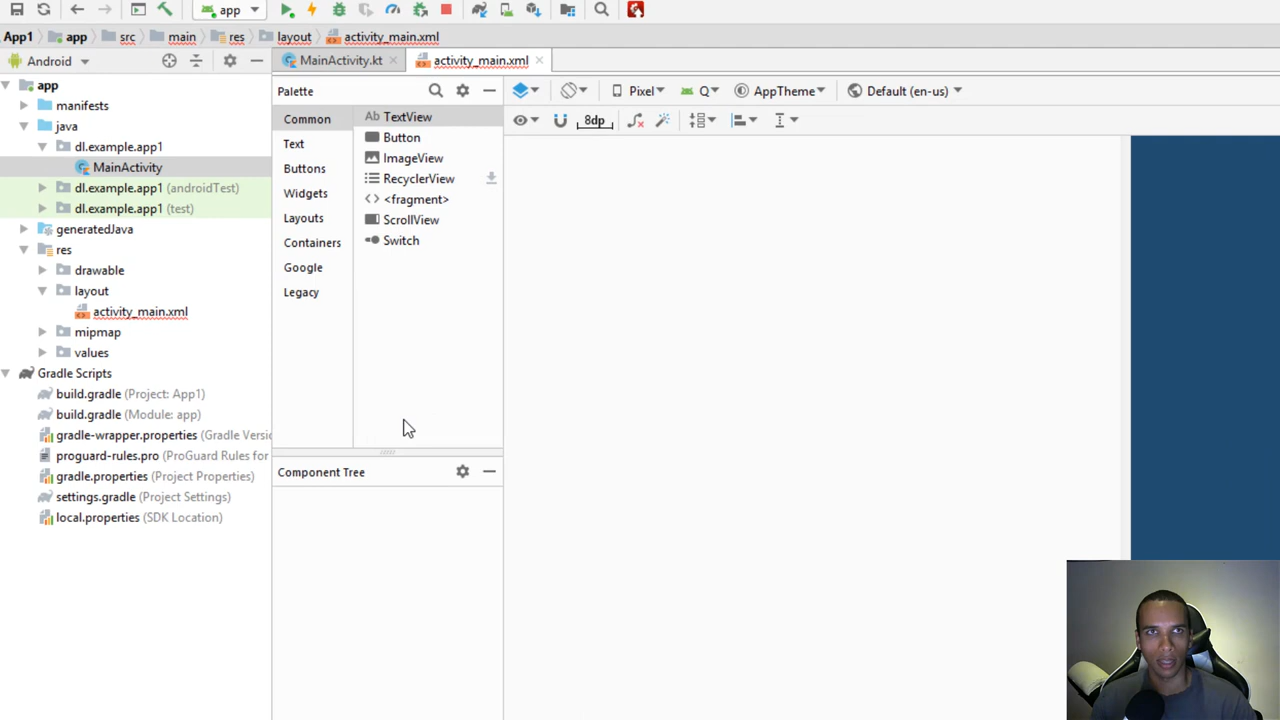 app
App1 app src main res layout activity_main.xml
Android
MainActivity.kt activity_main.xml
app
manifests
java
dl.example.app1
MainActivity
dl.example.app1 (androidTest)
dl.example.app1 (test)
generatedJava
res
drawable
layout
activity_main.xml
mipmap
values
Gradle Scripts
build.gradle (Project: App1)
build.gradle (Module: app)
gradle-wrapper.properties (Gradle Versi
proguard-rules.pro (ProGuard Rules for
gradle.properties (Project Properties)
settings.gradle (Project Settings)
local.properties (SDK Location)
Palette
Common
Text
Buttons
Widgets
Layouts
Containers
Google
Legacy
Ab TextView
Button
ImageView
RecyclerView
<fragment>
ScrollView
Switch
Component Tree
Pixel Q AppTheme Default (en-us)
8dp